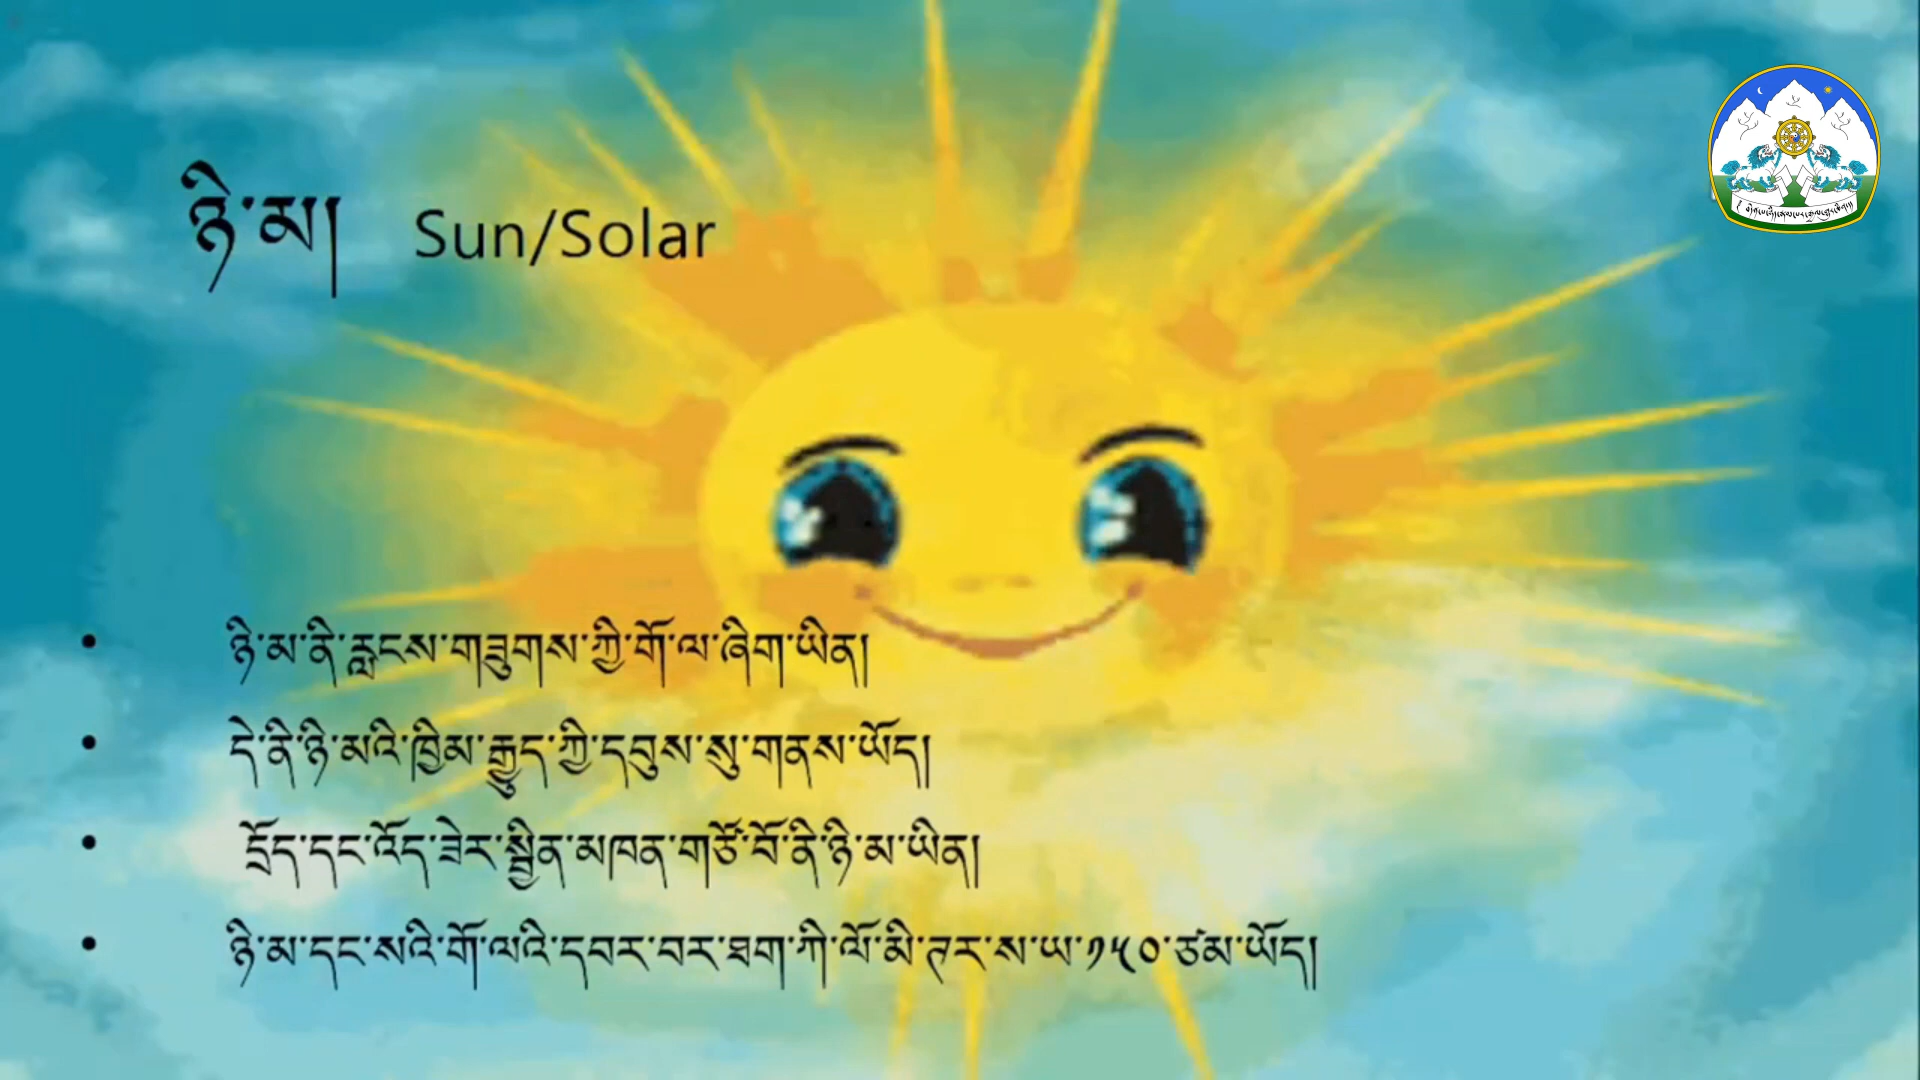 ཉི་མ། Sun/Solar
• ཉི་མ་ནི་རླངས་གཟུགས་ཀྱི་གོ་ལ་ཞིག་ཡིན།
• དེ་ནི་ཉི་མའི་ཁྱིམ་རྒྱུད་ཀྱི་དབུས་སུ་གནས་ཡོད།
• དྲོད་དང་འོད་ཟེར་སྦྱིན་མཁན་གཙོ་བོ་ནི་ཉི་མ་ཡིན།
• ཉི་མ་དང་སའི་གོ་ལའི་དབར་བར་ཐག་ཀི་ལོ་མི་ཊར་ས་ཡ་༡༥༠་ཙམ་ཡོད།